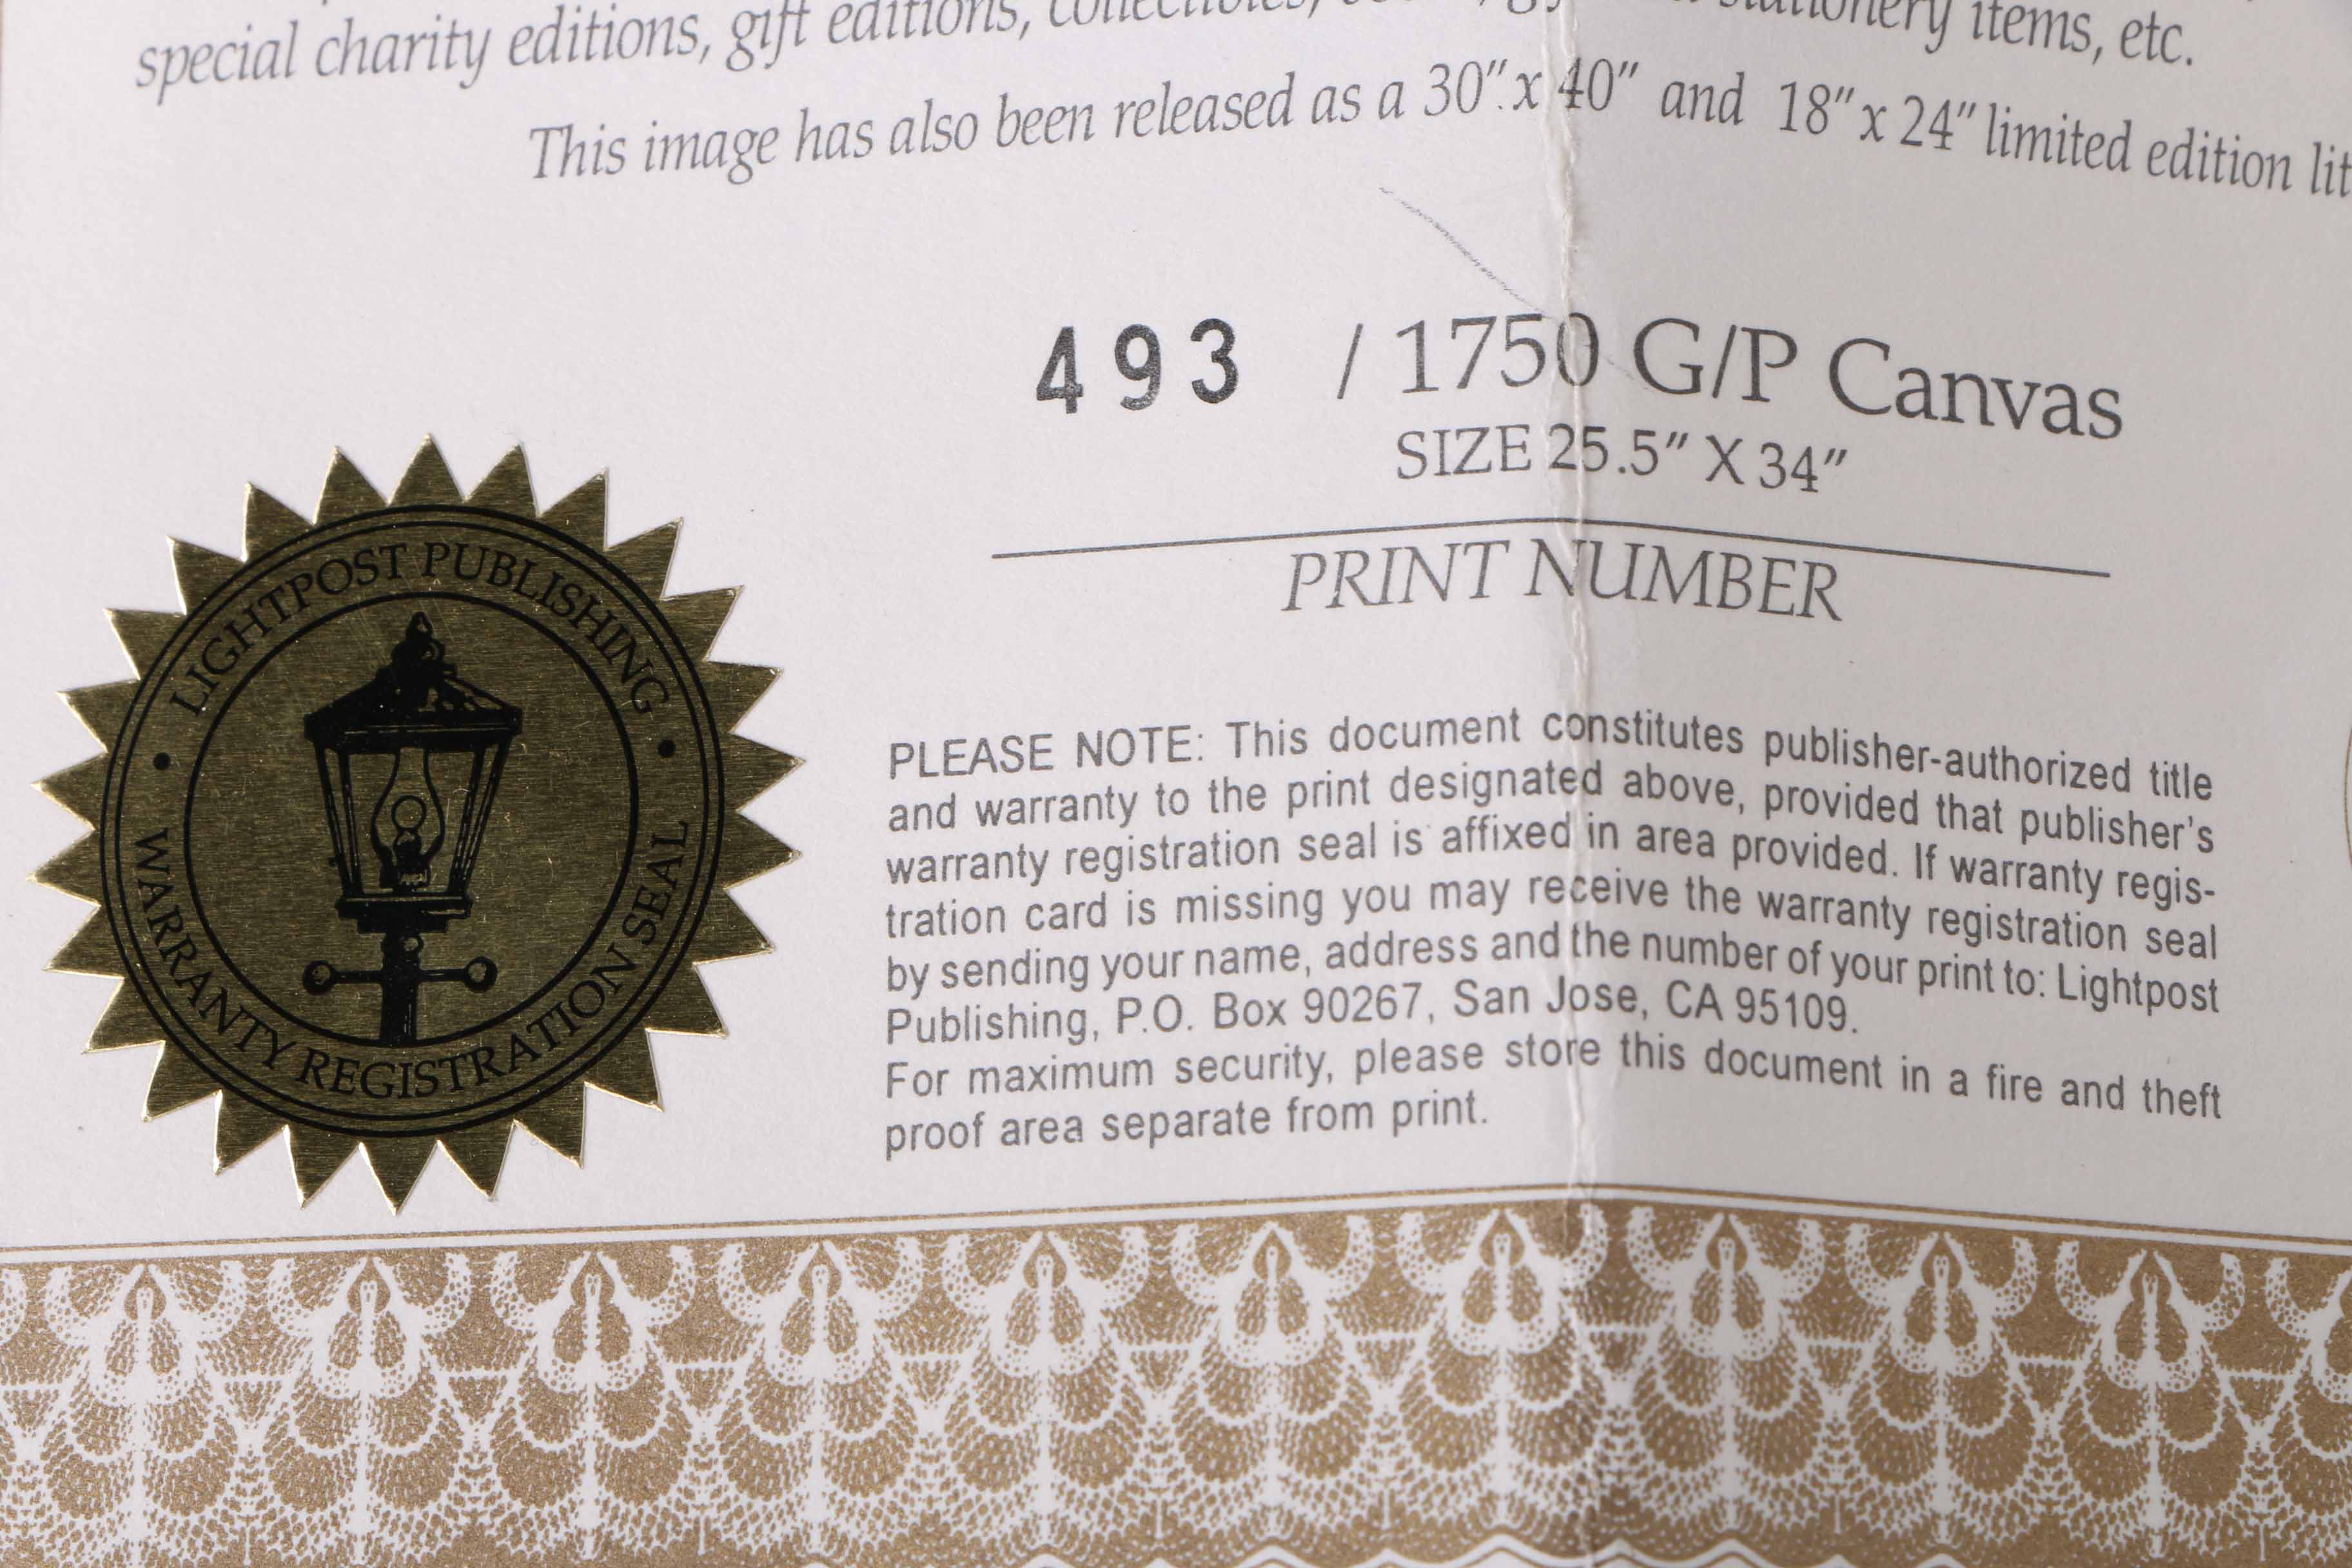 special charity editions, gift editions, collectibles, stationery items, etc.
This image has also been released as a 30" x 40" and 18" x 24" limited edition lit
493 / 1750 G/P Canvas
SIZE 25.5" X 34"
PRINT NUMBER
LIGHTPOST PUBLISHING
• WARRANTY REGISTRATION SEAL •
PLEASE NOTE: This document constitutes publisher-authorized title
and warranty to the print designated above, provided that publisher's
warranty registration seal is affixed in area provided. If warranty regis-
tration card is missing you may receive the warranty registration seal
by sending your name, address and the number of your print to: Lightpost
Publishing, P.O. Box 90267, San Jose, CA 95109.
For maximum security, please store this document in a fire and theft
proof area separate from print.